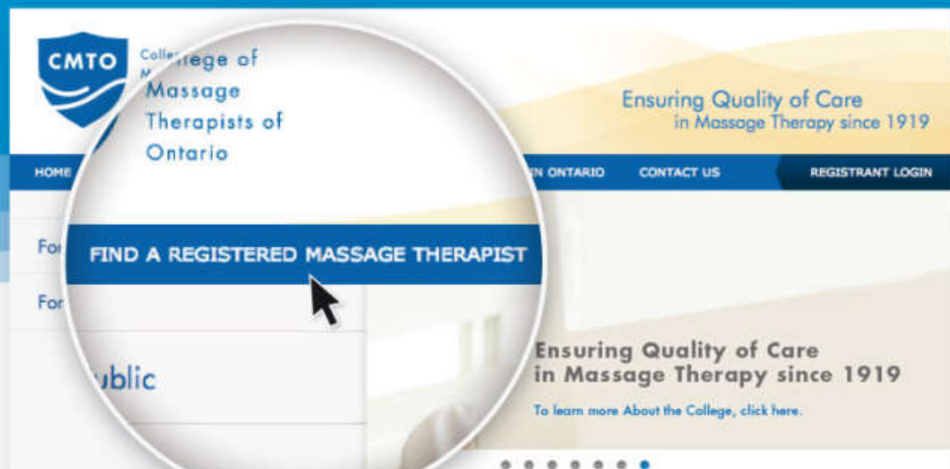 CMTO
College of
Massage
Therapists of
Ontario
Ensuring Quality of Care
in Massage Therapy since 1919
HOME
IN ONTARIO
CONTACT US
REGISTRANT LOGIN
For
FIND A REGISTERED MASSAGE THERAPIST
For
ublic
Ensuring Quality of Care
in Massage Therapy since 1919
To learn more About the College, click here.